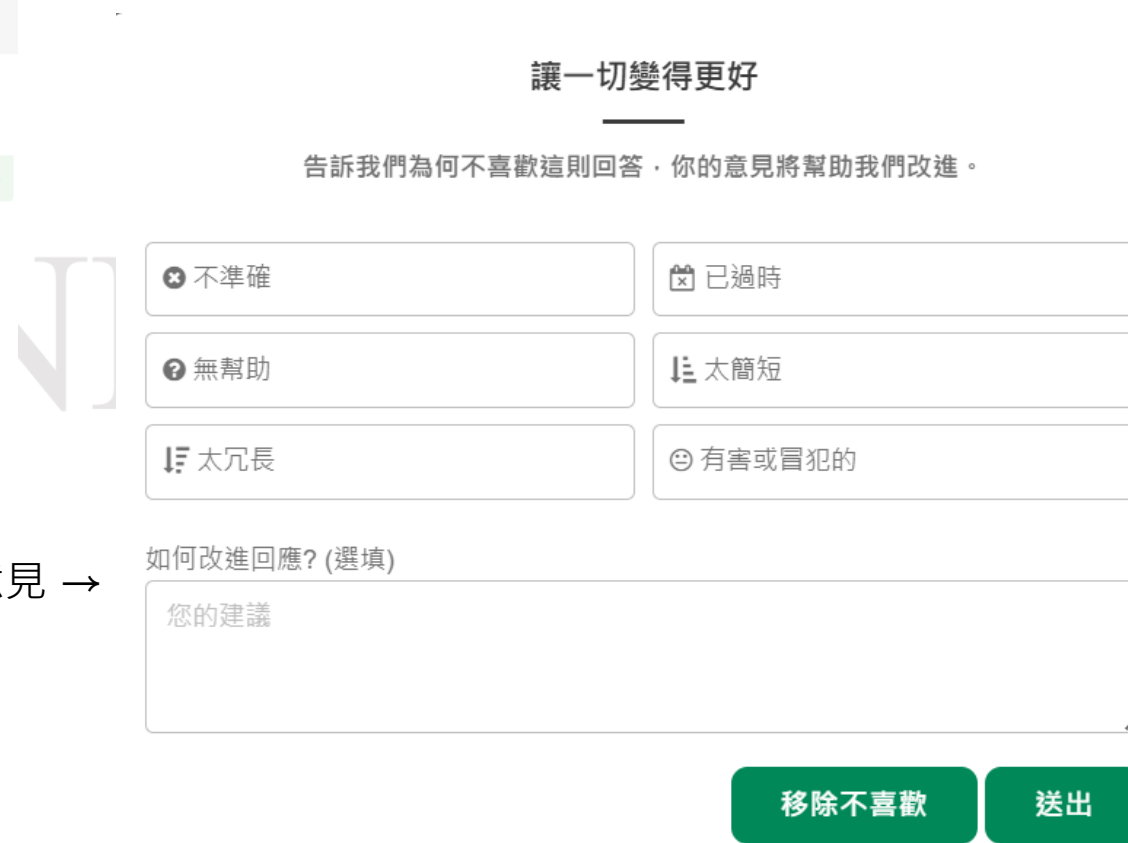 讓一切變得更好
告訴我們為何不喜歡這則回答，你的意見將幫助我們改進。
不準確
已過時
無幫助
太簡短
太冗長
有害或冒犯的
如何改進回應? (選填)
見 →
您的建議
移除不喜歡
送出